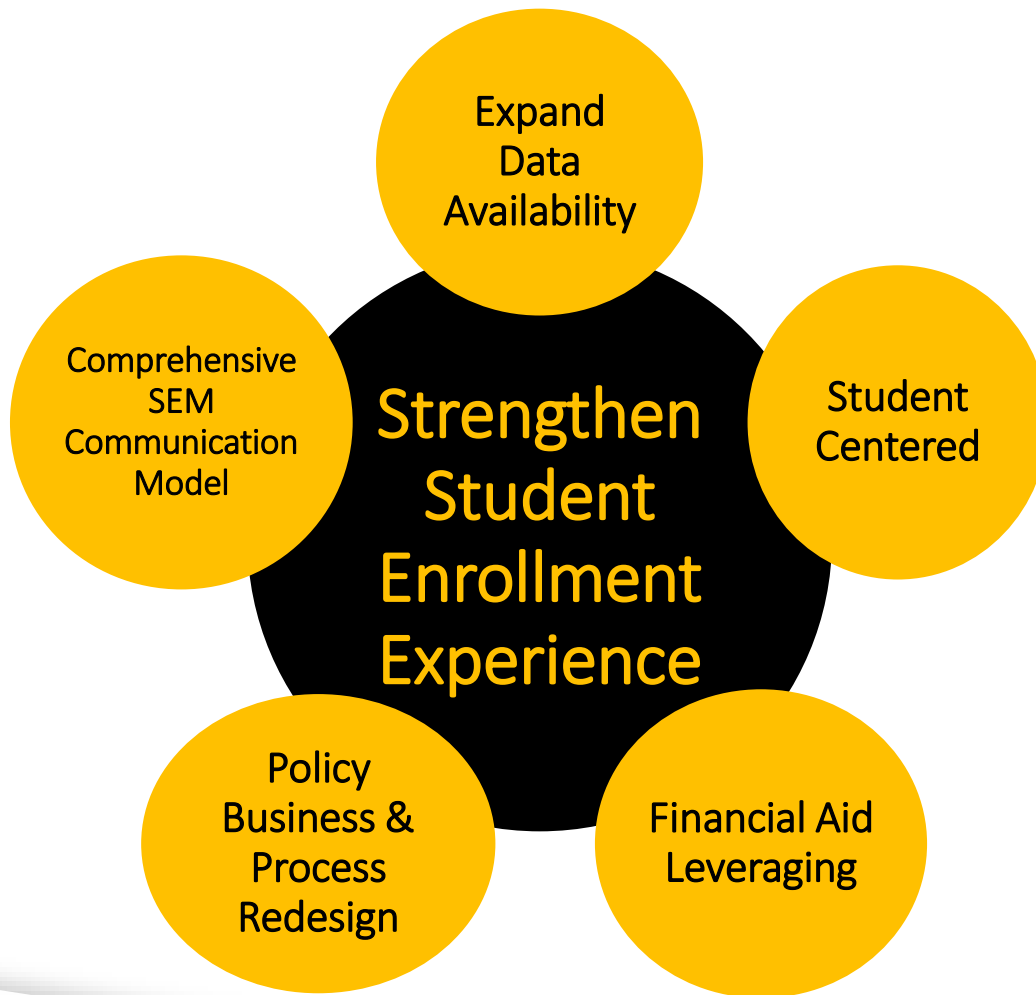 Expand
Data
Availability
Comprehensive
SEM
Communication
Model
Strengthen
Student
Enrollment
Experience
Student
Centered
Policy
Business &
Process
Redesign
Financial Aid
Leveraging